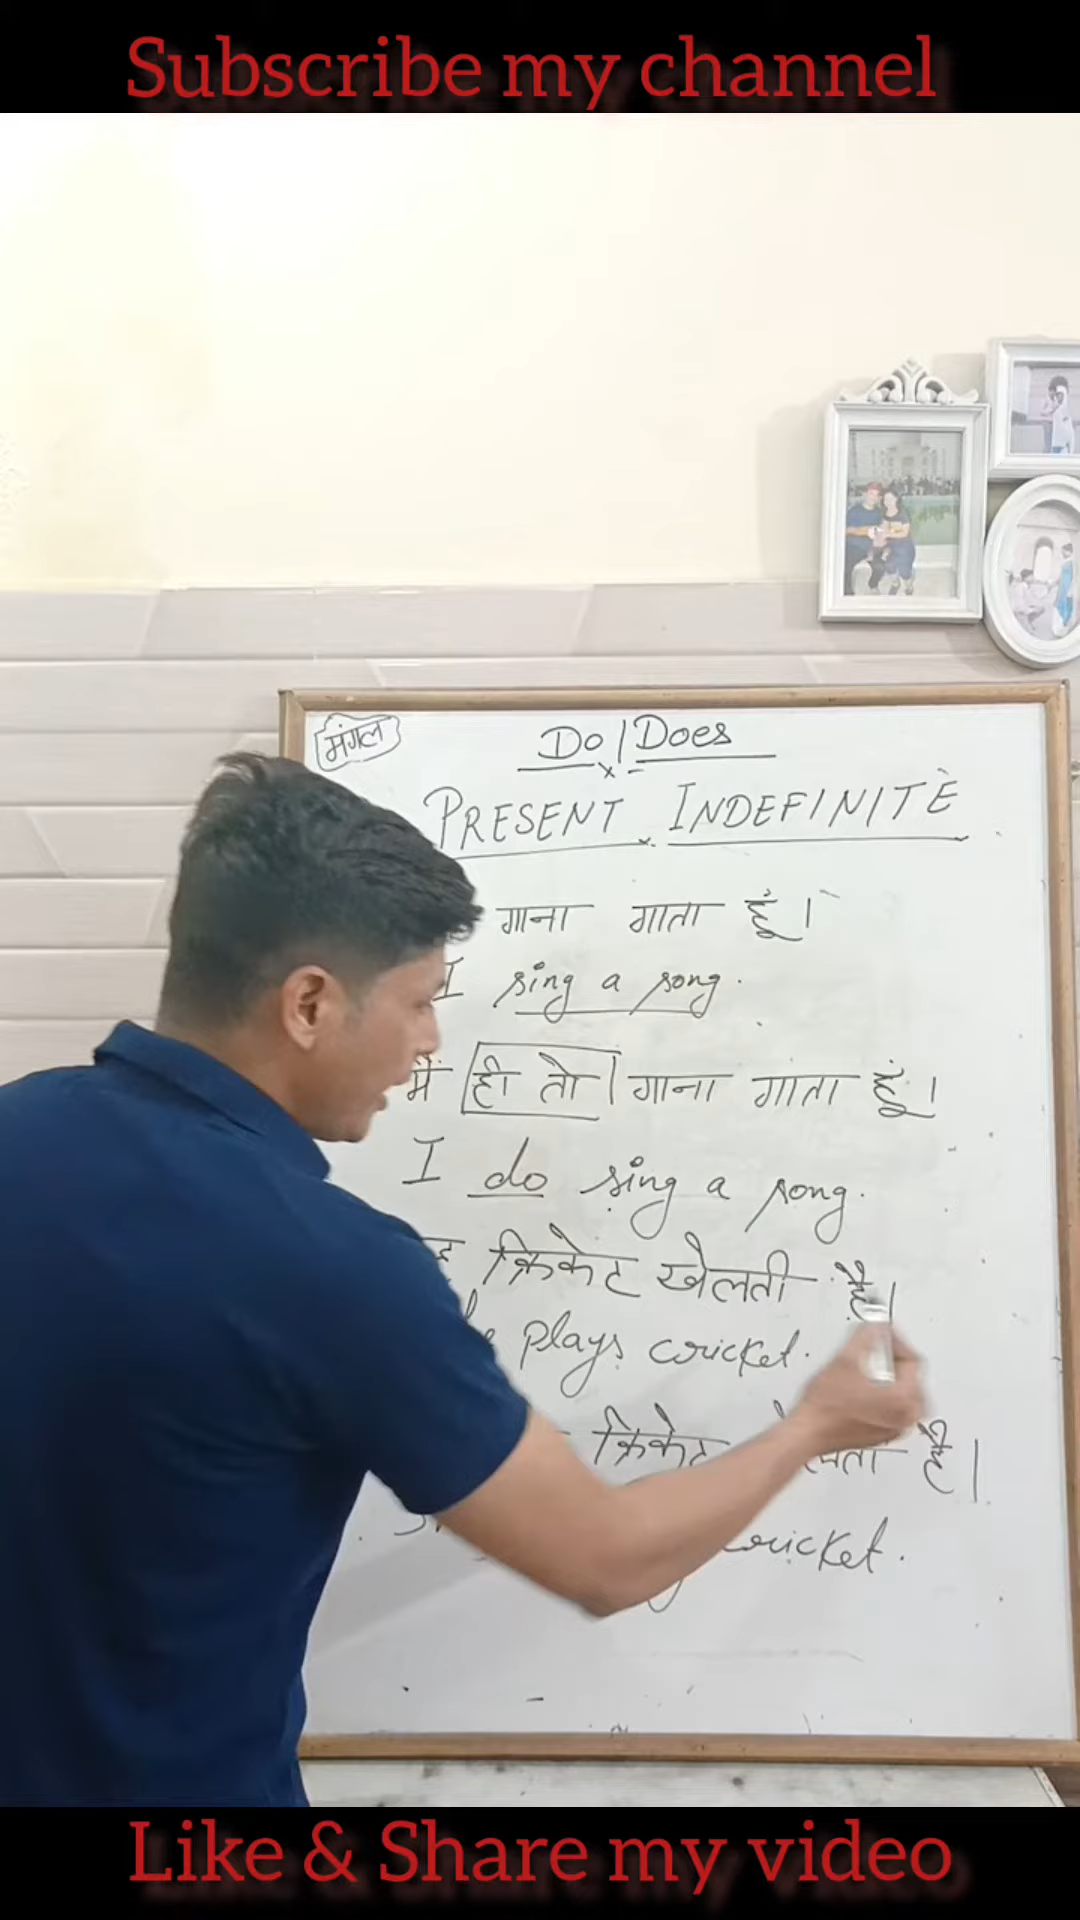 Subscribe my channel
मंगल
Do/Does
PRESENT INDEFINITE
गाना गाता हूं।
I sing a song.
मैं ही तो गाना गाता हूं।
I do sing a song.
क्रिकेट खेलती है।
plays cricket.
क्रिकेट है।
cricket.
Like & Share my video